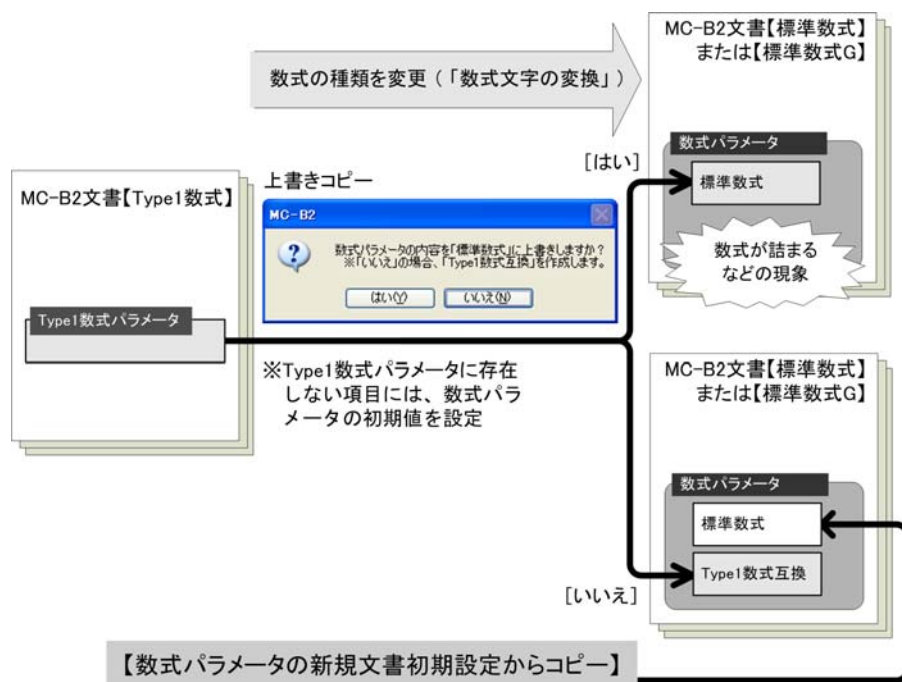 数式の種類を変更(「数式文字の変換」)
MC-B2文書【標準数式】
または【標準数式G】
数式パラメータ
標準数式
数式が詰まる
などの現象
[はい]
MC-B2文書【Type1数式】
Type1数式パラメータ
上書きコピー
MC-B2
数式パラメータの内容を「標準数式」に上書きしますか?
※「いいえ」の場合、「Type1数式互換」を作成します。
はい(Y)
いいえ(N)
※Type1数式パラメータに存在
しない項目には、数式パラ
メータの初期値を設定
MC-B2文書【標準数式】
または【標準数式G】
数式パラメータ
標準数式
Type1数式互換
[いいえ]
【数式パラメータの新規文書初期設定からコピー】